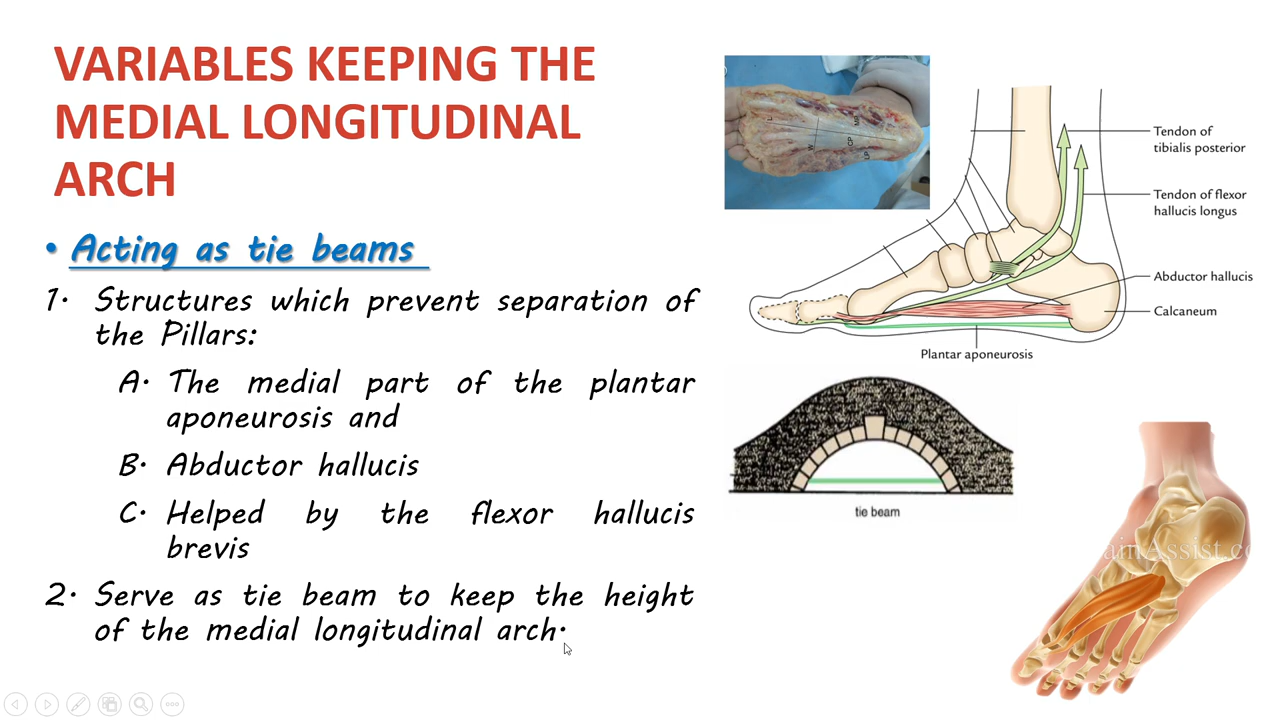 VARIABLES KEEPING THE
MEDIAL LONGITUDINAL
ARCH
• Acting as tie beams
1. Structures which prevent separation of
the Pillars:
A. The medial part of the plantar
aponeurosis and
B. Abductor hallucis
C. Helped by the flexor hallucis
brevis
2. Serve as tie beam to keep the height
of the medial longitudinal arch.
Tendon of
tibialis posterior
Tendon of flexor
hallucis longus
Abductor hallucis
Calcaneum
Plantar aponeurosis
tie beam
ainAssist.co